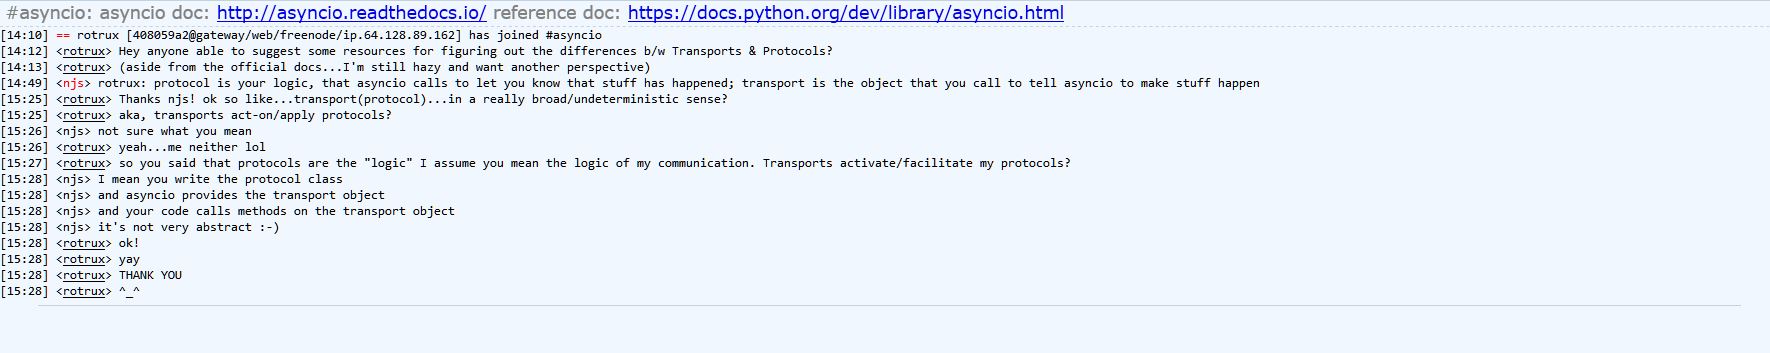 #asyncio: asyncio doc: http://asyncio.readthedocs.io/ reference doc: https://docs.python.org/dev/library/asyncio.html
[14:10] == rotrux [408059a2@gateway/web/freenode/ip.64.128.89.162] has joined #asyncio
[14:12] <rotrux> Hey anyone able to suggest some resources for figuring out the differences b/w Transports & Protocols?
[14:13] <rotrux> (aside from the official docs...I'm still hazy and want another perspective)
[14:49] <njs> rotrux: protocol is your logic, that asyncio calls to let you know that stuff has happened; transport is the object that you call to tell asyncio to make stuff happen
[15:25] <rotrux> Thanks njs! ok so like...transport(protocol)...in a really broad/undeterministic sense?
[15:25] <rotrux> aka, transports act-on/apply protocols?
[15:26] <njs> not sure what you mean
[15:26] <rotrux> yeah...me neither lol
[15:27] <rotrux> so you said that protocols are the "logic" I assume you mean the logic of my communication. Transports activate/facilitate my protocols?
[15:28] <njs> I mean you write the protocol class
[15:28] <njs> and asyncio provides the transport object
[15:28] <njs> and your code calls methods on the transport object
[15:28] <njs> it's not very abstract :-)
[15:28] <rotrux> ok!
[15:28] <rotrux> yay
[15:28] <rotrux> THANK YOU
[15:28] <rotrux> ^_^